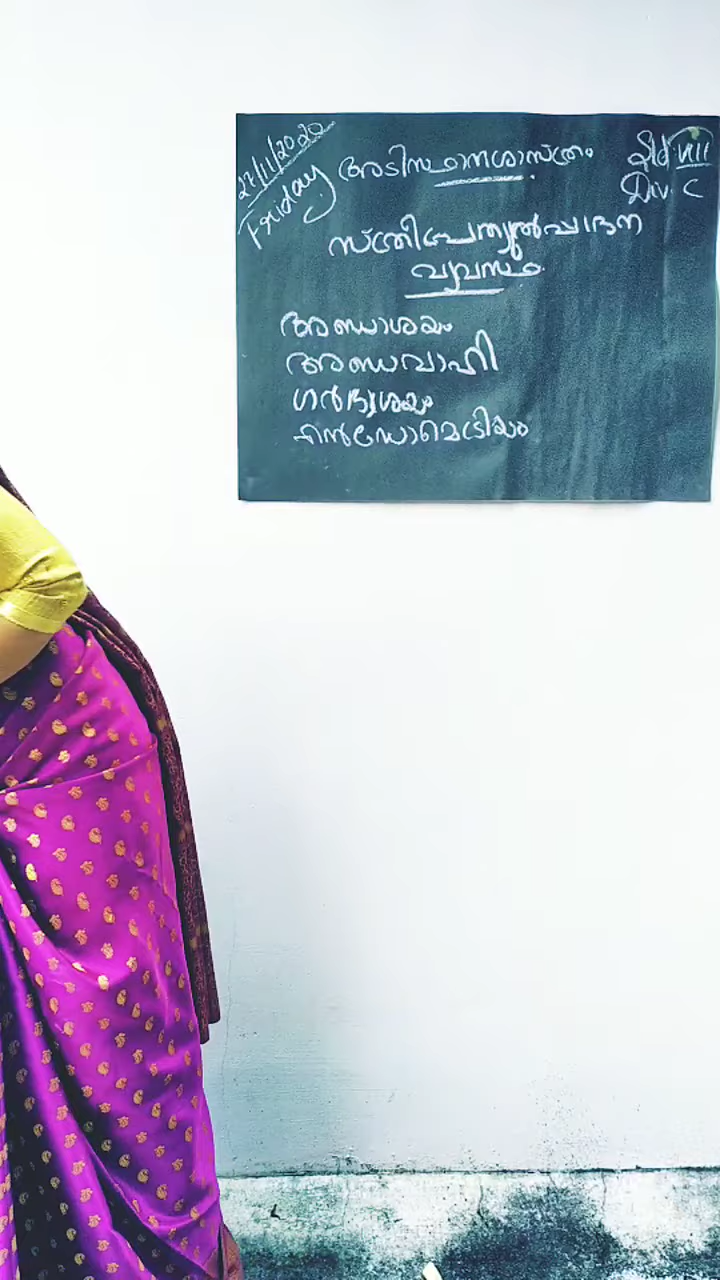 27/11/2020
Friday
അടിസ്ഥാനശാസ്ത്രം
Std VII
Div. C
സ്ത്രീപ്രത്യുൽപാദന
വ്യവസ്ഥ
അണ്ഡാശയം
അണ്ഡവാഹി
ഗർഭാശയം
എൻഡോമെട്രിയം